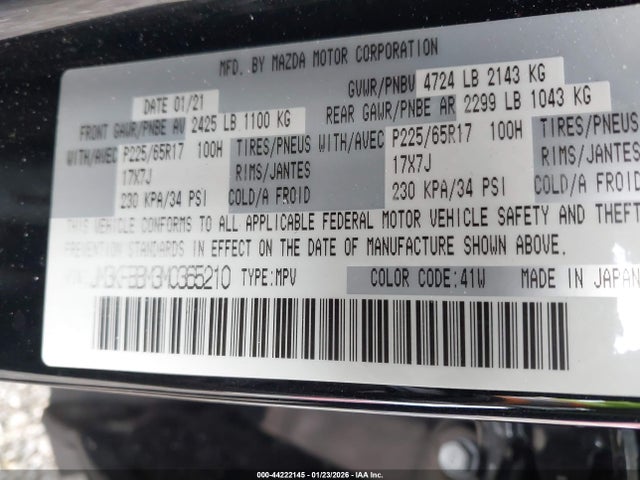 MFD. BY MAZDA MOTOR CORPORATION
DATE 01/21 GVWR/PNBV 4724 LB 2143 KG
FRONT GAWR/PNBE AV 2425 LB 1100 KG REAR GAWR/PNBE AR 2299 LB 1043 KG
WITH/AVEC P225/65R17 100H TIRES/PNEUS WITH/AVEC P225/65R17 100H TIRES/PNEUS
17X7J RIMS/JANTES 17X7J RIMS/JANTES
230 KPA/34 PSI COLD/A FROID 230 KPA/34 PSI COLD/A FROID
THIS VEHICLE CONFORMS TO ALL APPLICABLE FEDERAL MOTOR VEHICLE SAFETY AND THEFT
PREVENTION STANDARDS IN EFFECT ON THE DATE OF MANUFACTURE SHOWN ABOVE.
TYPE:MPV COLOR CODE:41W MADE IN JAPAN
000-44222145 - 01/23/2026 - IAA Inc.